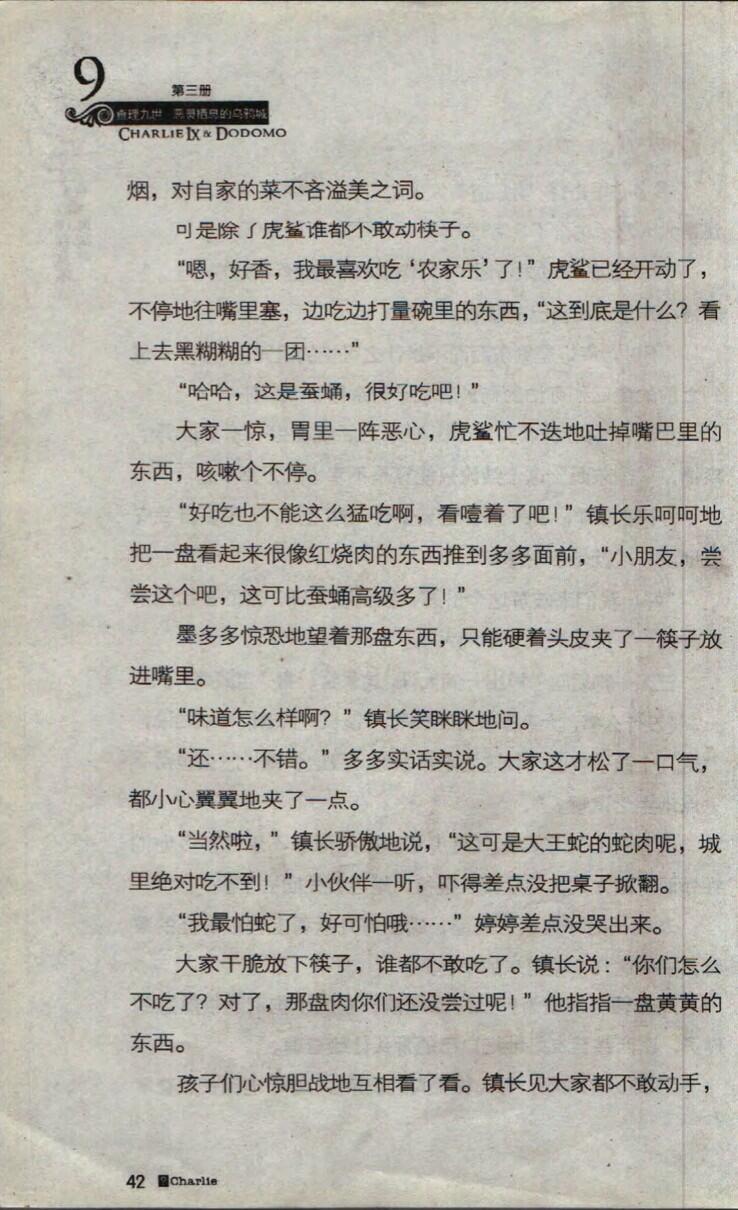 9
第三册
查理九世 恶灵栖息的乌鸦城
CHARLIE IX & DODOMO
烟，对自家的菜不吝溢美之词。
可是除了虎鲨谁都不敢动筷子。
“嗯，好香，我最喜欢吃‘农家乐’了！”虎鲨已经开动了，
不停地往嘴里塞，边吃边打量碗里的东西，“这到底是什么？看
上去黑糊糊的一团……”
“哈哈，这是蚕蛹，很好吃吧！”
大家一惊，胃里一阵恶心，虎鲨忙不迭地吐掉嘴巴里的
东西，咳嗽个不停。
“好吃也不能这么猛吃啊，看噎着了吧！”镇长乐呵呵地
把一盘看起来很像红烧肉的东西推到多多面前，“小朋友，尝
尝这个吧，这可比蚕蛹高级多了！”
墨多多惊恐地望着那盘东西，只能硬着头皮夹了一筷子放
进嘴里。
“味道怎么样啊？”镇长笑眯眯地问。
“还……不错。”多多实话实说。大家这才松了一口气，
都小心翼翼地夹了一点。
“当然啦，”镇长骄傲地说，“这可是大王蛇的蛇肉呢，城
里绝对吃不到！”小伙伴一听，吓得差点没把桌子掀翻。
“我最怕蛇了，好可怕哦……”婷婷差点没哭出来。
大家干脆放下筷子，谁都不敢吃了。镇长说：“你们怎么
不吃了？对了，那盘肉你们还没尝过呢！”他指指一盘黄黄的
东西。
孩子们心惊胆战地互相看了看。镇长见大家都不敢动手，
42 9 Charlie